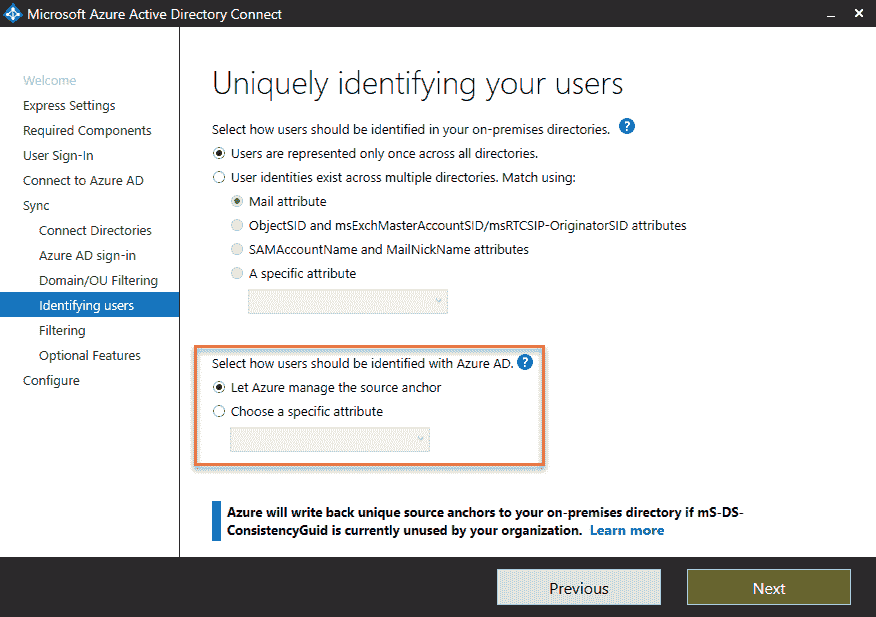 Microsoft Azure Active Directory Connect
Welcome
Express Settings
Required Components
User Sign-In
Connect to Azure AD
Sync
Connect Directories
Azure AD sign-in
Domain/OU Filtering
Identifying users
Filtering
Optional Features
Configure
Uniquely identifying your users
Select how users should be identified in your on-premises directories. ?
Users are represented only once across all directories.
User identities exist across multiple directories. Match using:
Mail attribute
ObjectSID and msExchMasterAccountSID/msRTCSIP-OriginatorSID attributes
SAMAccountName and MailNickName attributes
A specific attribute
Select how users should be identified with Azure AD. ?
Let Azure manage the source anchor
Choose a specific attribute
Azure will write back unique source anchors to your on-premises directory if mS-DS-
ConsistencyGuid is currently unused by your organization. Learn more
Previous
Next